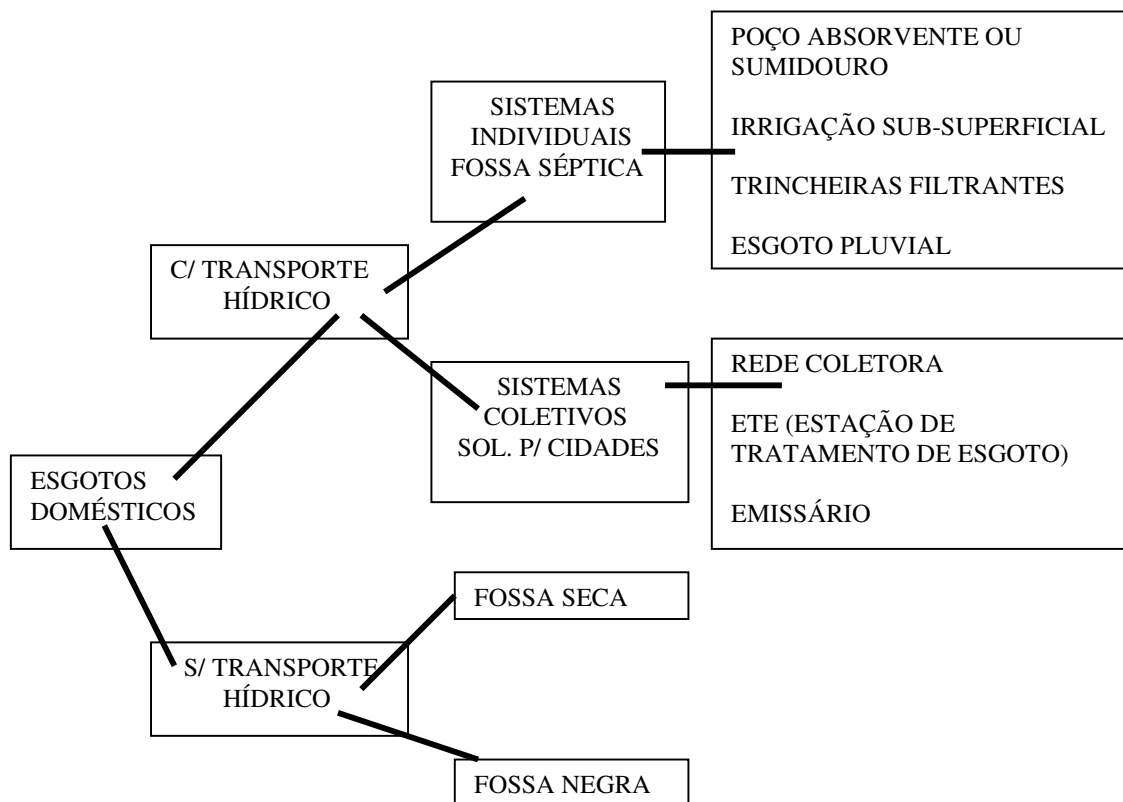 POÇO ABSORVENTE OU
SUMIDOURO
IRRIGAÇÃO SUB-SUPERFICIAL
TRINCHEIRAS FILTRANTES
ESGOTO PLUVIAL
SISTEMAS
INDIVIDUAIS
FOSSA SÉPTICA
C/ TRANSPORTE
HÍDRICO
SISTEMAS
COLETIVOS
SOL. P/ CIDADES
REDE COLETORA
ETE (ESTAÇÃO DE
TRATAMENTO DE ESGOTO)
EMISSÁRIO
ESGOTOS
DOMÉSTICOS
FOSSA SECA
S/ TRANSPORTE
HÍDRICO
FOSSA NEGRA